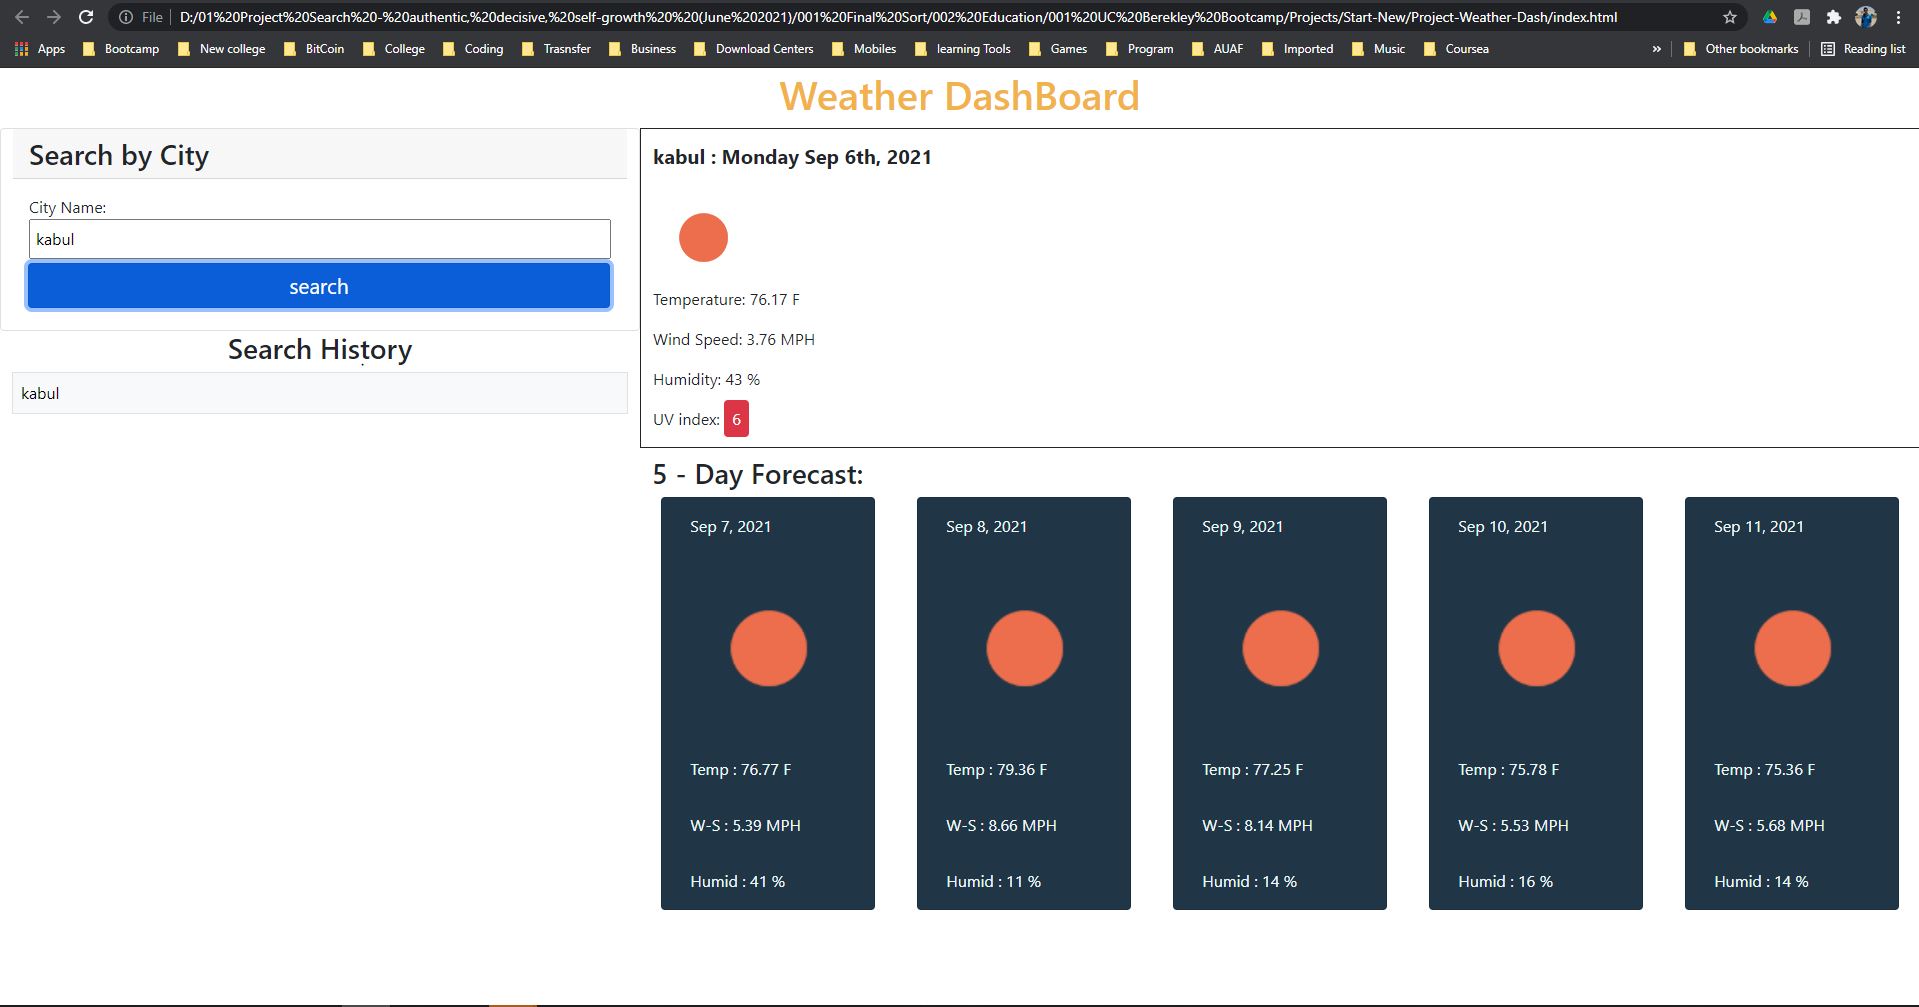 File
D:/01%20Project%20Search%20-%20authentic,%20decisive,%20self-growth%20%20(June%202021)/001%20Final%20Sort/002%20Education/001%20UC%20Berekley%20Bootcamp/Projects/Start-New/Project-Weather-Dash/index.html
Apps Bootcamp New college BitCoin College Coding Trasnsfer Business Download Centers Mobiles learning Tools Games Program AUAF Imported Music Coursea » Other bookmarks Reading list
Weather DashBoard
Search by City
City Name:
kabul
search
Search History
kabul
kabul : Monday Sep 6th, 2021
Temperature: 76.17 F
Wind Speed: 3.76 MPH
Humidity: 43 %
UV index: 6
5 - Day Forecast:
Sep 7, 2021
Temp : 76.77 F
W-S : 5.39 MPH
Humid : 41 %
Sep 8, 2021
Temp : 79.36 F
W-S : 8.66 MPH
Humid : 11 %
Sep 9, 2021
Temp : 77.25 F
W-S : 8.14 MPH
Humid : 14 %
Sep 10, 2021
Temp : 75.78 F
W-S : 5.53 MPH
Humid : 16 %
Sep 11, 2021
Temp : 75.36 F
W-S : 5.68 MPH
Humid : 14 %